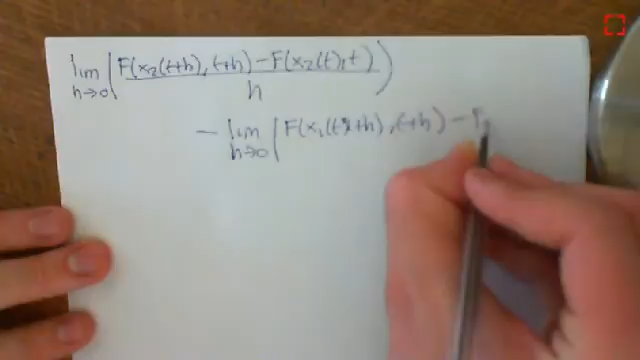 lim h→0 ( F(x₂(t+h), t+h) − F(x₂(t), t) / h )
− lim h→0 ( F(x₁(t+h), t+h) − F